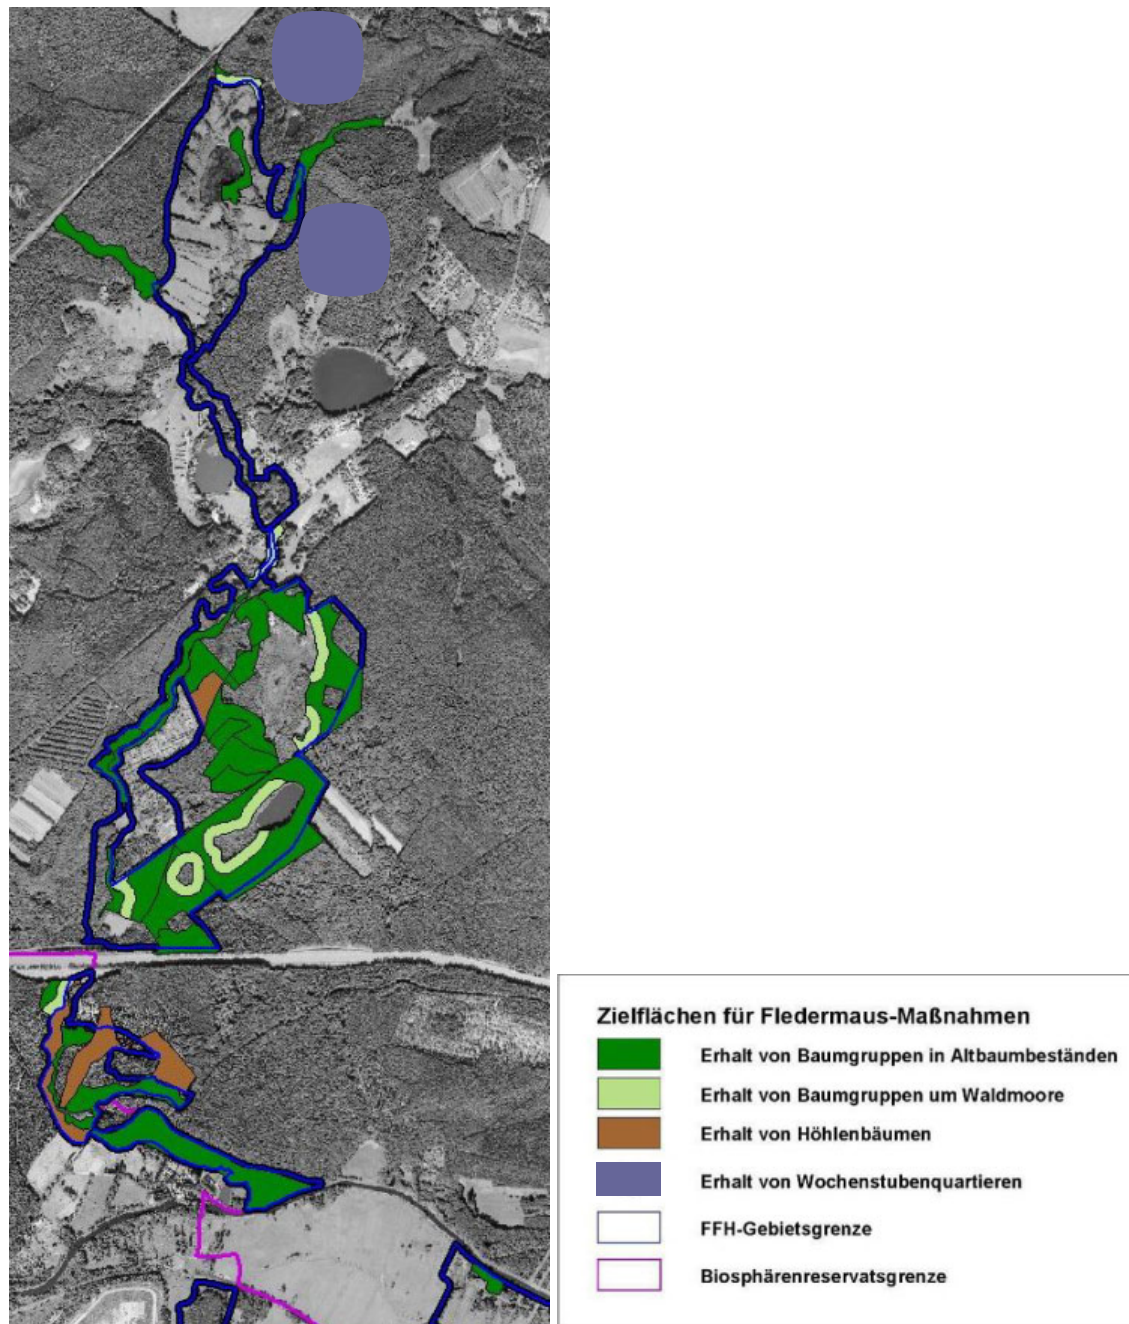 Zielflächen für Fledermaus-Maßnahmen
Erhalt von Baumgruppen in Altbaumbeständen
Erhalt von Baumgruppen um Waldmoore
Erhalt von Höhlenbäumen
Erhalt von Wochenstubenquartieren
FFH-Gebietsgrenze
Biosphärenreservatsgrenze